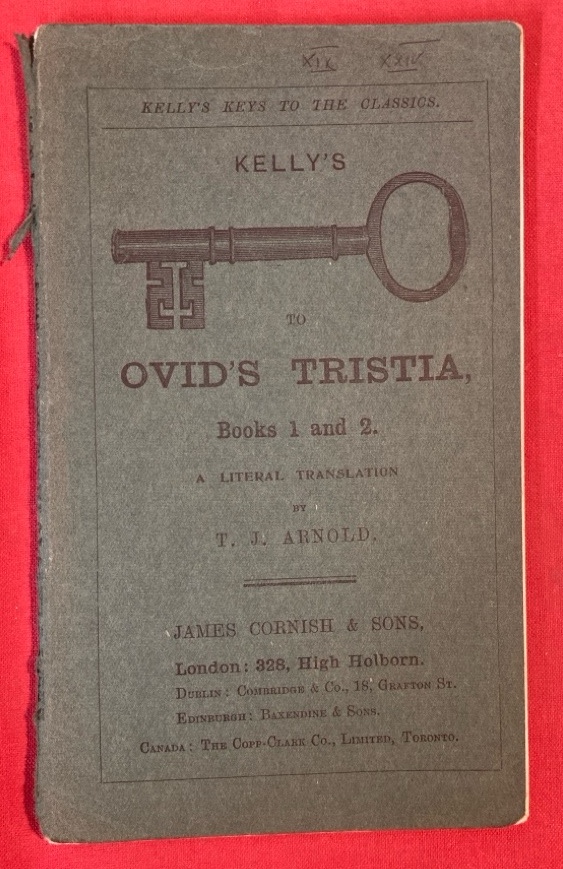 XIX XXIV
KELLY'S KEYS TO THE CLASSICS.
KELLY'S
TO
OVID'S TRISTIA,
Books 1 and 2.
A LITERAL TRANSLATION
BY
T. J. ARNOLD.
JAMES CORNISH & SONS,
London: 328, High Holborn.
DUBLIN: COMBRIDGE & CO., 18, GRAFTON ST.
EDINBURGH: BAXENDINE & SONS.
CANADA: THE COPP-CLARK CO., LIMITED, TORONTO.